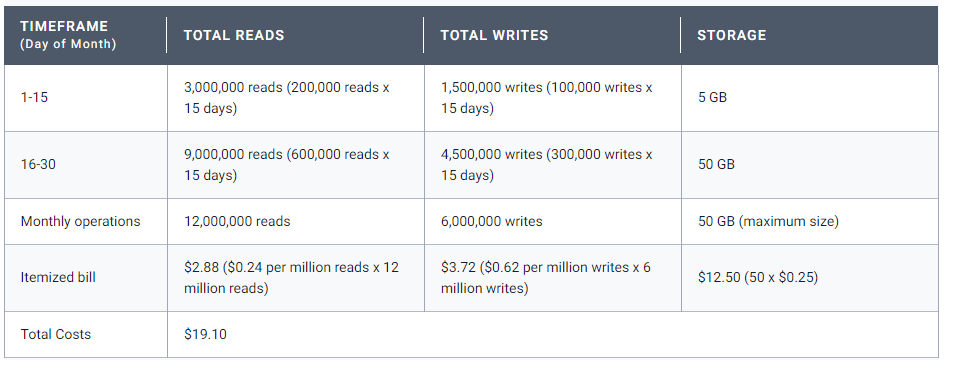 TIMEFRAME
(Day of Month)
TOTAL READS
TOTAL WRITES
STORAGE
1-15
3,000,000 reads (200,000 reads x
15 days)
1,500,000 writes (100,000 writes x
15 days)
5 GB
16-30
9,000,000 reads (600,000 reads x
15 days)
4,500,000 writes (300,000 writes x
15 days)
50 GB
Monthly operations
12,000,000 reads
6,000,000 writes
50 GB (maximum size)
Itemized bill
$2.88 ($0.24 per million reads x 12
million reads)
$3.72 ($0.62 per million writes x 6
million writes)
$12.50 (50 x $0.25)
Total Costs
$19.10